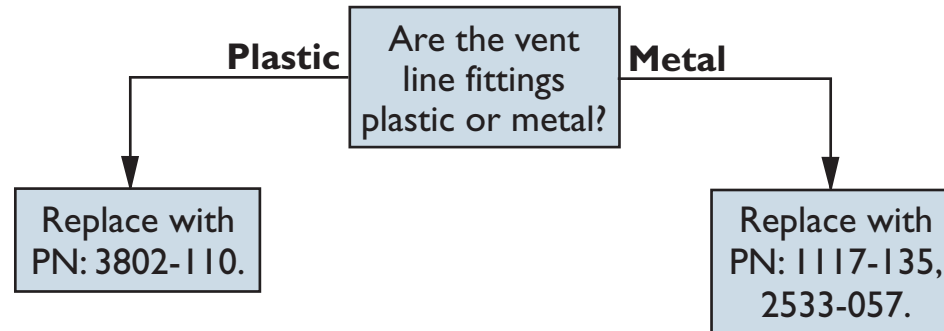 Are the vent
line fittings
plastic or metal?
Plastic
Metal
Replace with
PN: 3802-110.
Replace with
PN: 1117-135,
2533-057.